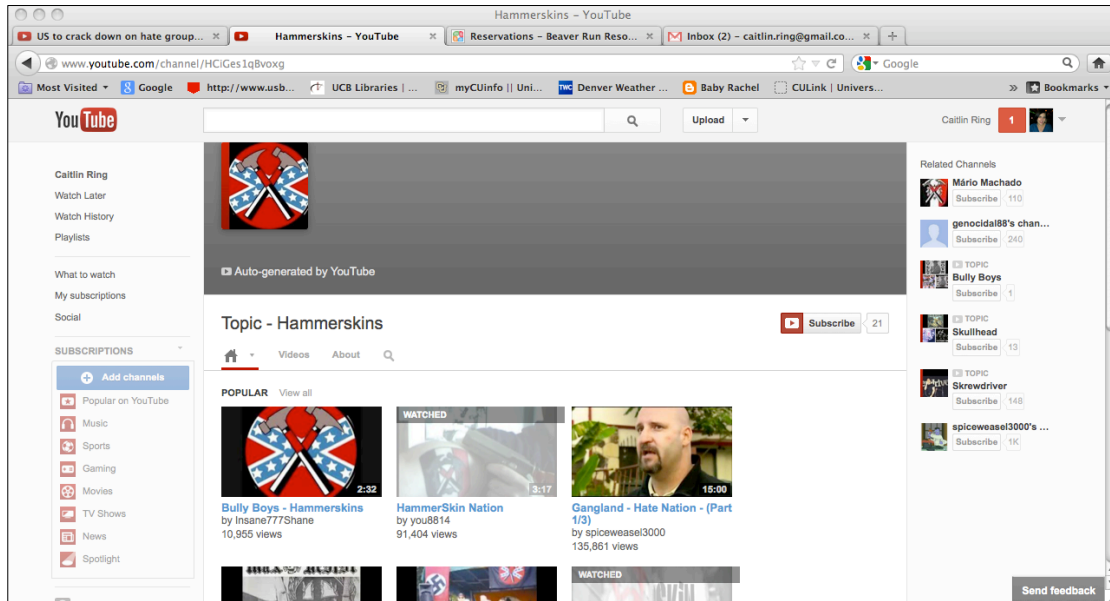 Hammerskins – YouTube
US to crack down on hate group...
Hammerskins – YouTube
Reservations – Beaver Run Reso...
Inbox (2) – caitlin.ring@gmail.co...
www.youtube.com/channel/HCiGes1qBvoxg
Google
Most Visited
Google
http://www.usb...
UCB Libraries | ...
myCUinfo || Uni...
TWC Denver Weather ...
Baby Rachel
CULink | Univers...
Bookmarks
YouTube
Upload
Caitlin Ring
1
Caitlin Ring
Watch Later
Watch History
Playlists
What to watch
My subscriptions
Social
SUBSCRIPTIONS
Add channels
Popular on YouTube
Music
Sports
Gaming
Movies
TV Shows
News
Spotlight
Auto-generated by YouTube
Topic - Hammerskins
Subscribe 21
Videos About
POPULAR View all
2:32
Bully Boys - Hammerskins
by Insane777Shane
10,955 views
WATCHED
3:17
HammerSkin Nation
by you8814
91,404 views
15:00
Gangland - Hate Nation - (Part
1/3)
by spiceweasel3000
135,861 views
WATCHED
Related Channels
Mário Machado
Subscribe 110
genocidal88's chan...
Subscribe 240
TOPIC
Bully Boys
Subscribe 1
TOPIC
Skullhead
Subscribe 13
TOPIC
Skrewdriver
Subscribe 148
spiceweasel3000's ...
Subscribe 1K
Send feedback